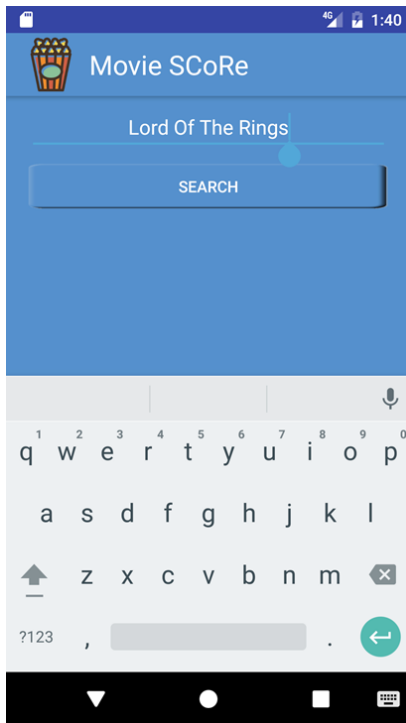 4G 1:40
Movie SCoRe
Lord Of The Rings
SEARCH
1 2 3 4 5 6 7 8 9 0
q w e r t y u i o p
a s d f g h j k l
z x c v b n m
?123 , .